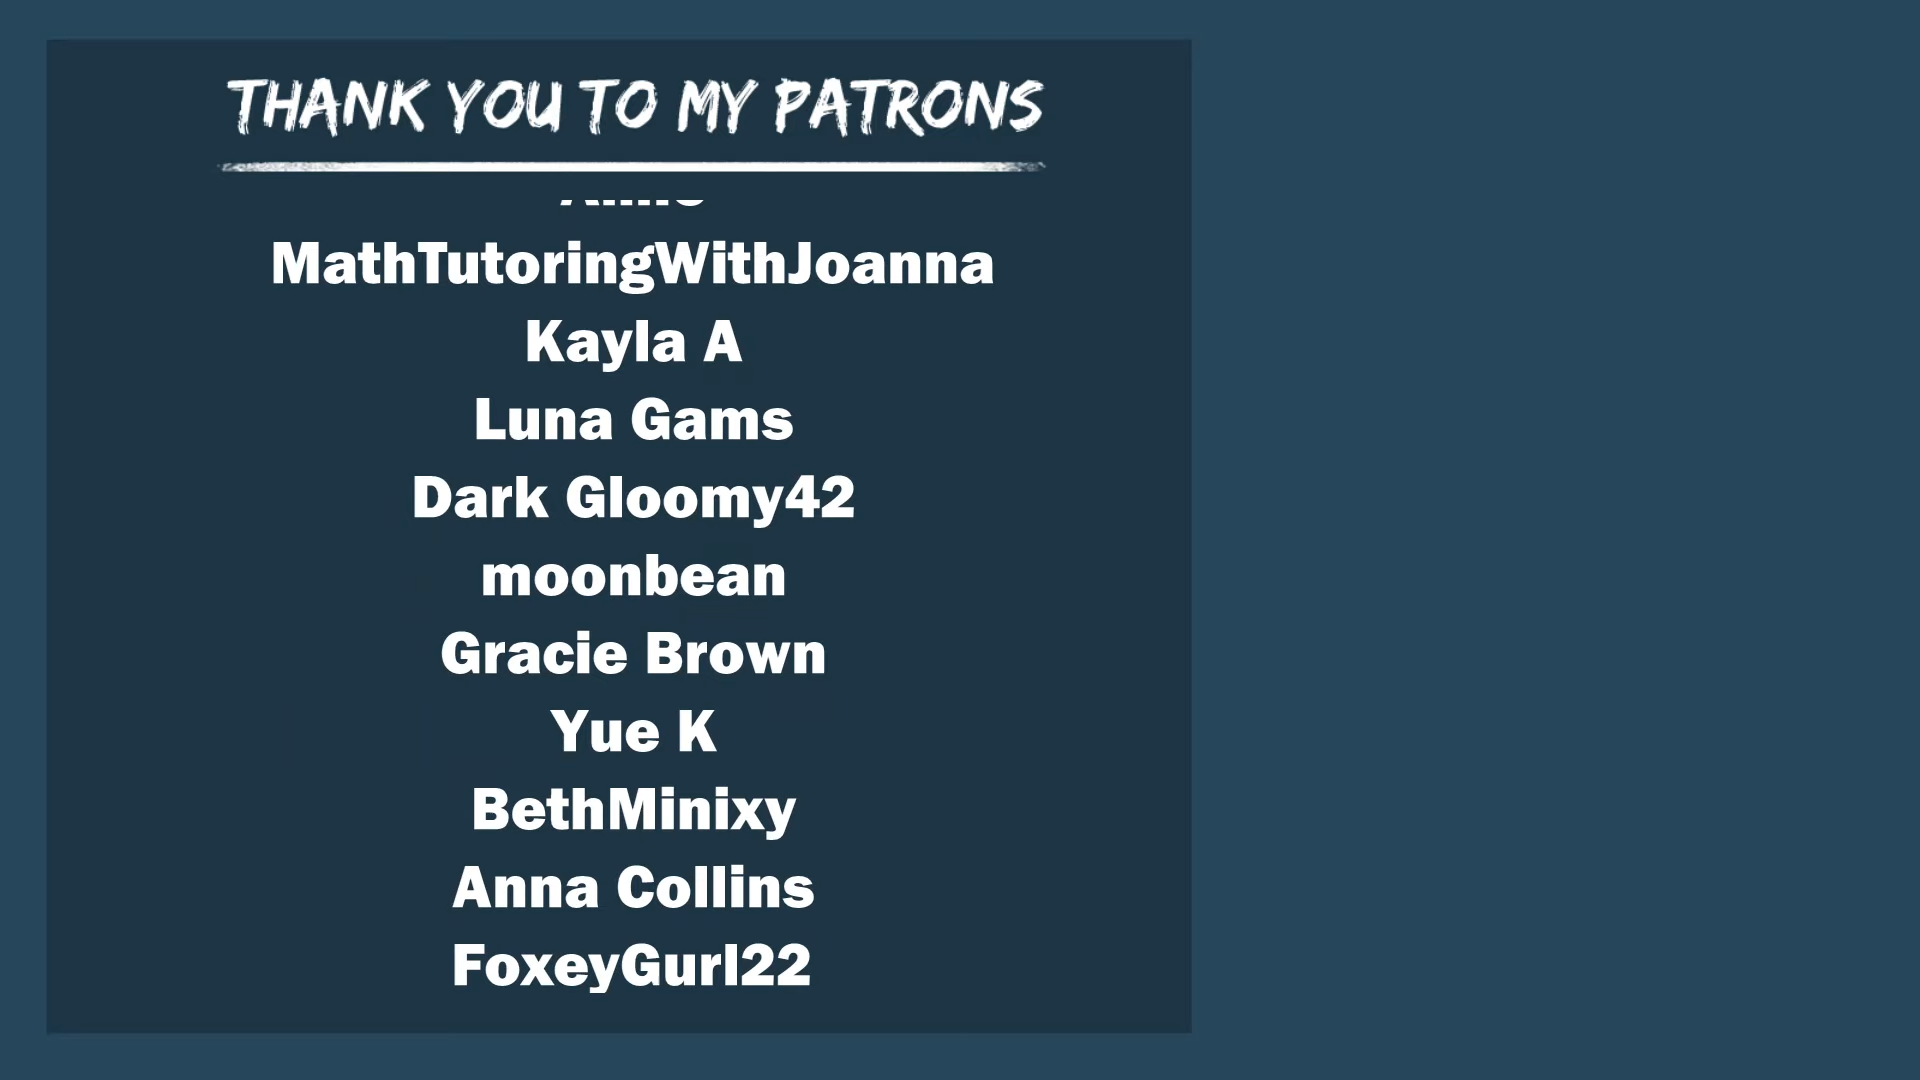 THANK YOU TO MY PATRONS
MathTutoringWithJoanna
Kayla A
Luna Gams
Dark Gloomy42
moonbean
Gracie Brown
Yue K
BethMinixy
Anna Collins
FoxeyGurl22